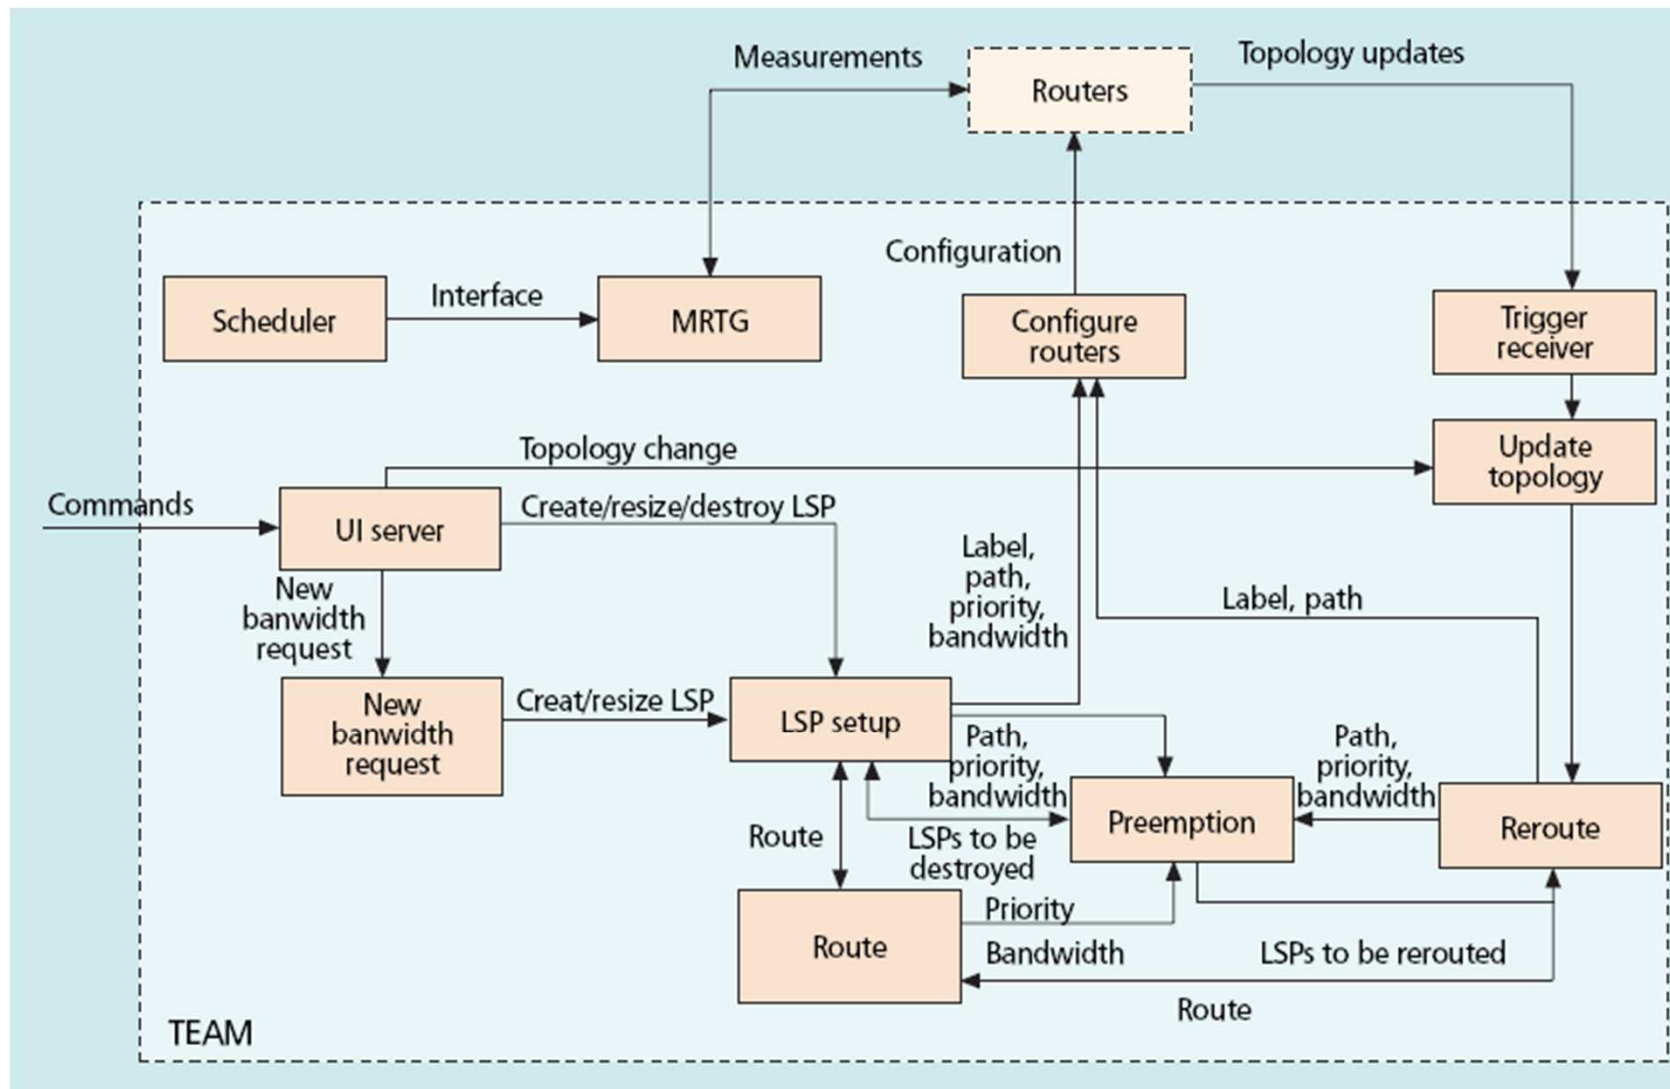 Measurements
Routers
Topology updates
Configuration
Scheduler
Interface
MRTG
Configure
routers
Trigger
receiver
Topology change
Update
topology
Commands
UI server
Create/resize/destroy LSP
New
banwidth
request
Label,
path,
priority,
bandwidth
Label, path
New
banwidth
request
Creat/resize LSP
LSP setup
Path,
priority,
bandwidth
Path,
priority,
bandwidth
Preemption
Reroute
Route
LSPs to be
destroyed
Route
Priority
Bandwidth
LSPs to be rerouted
Route
TEAM